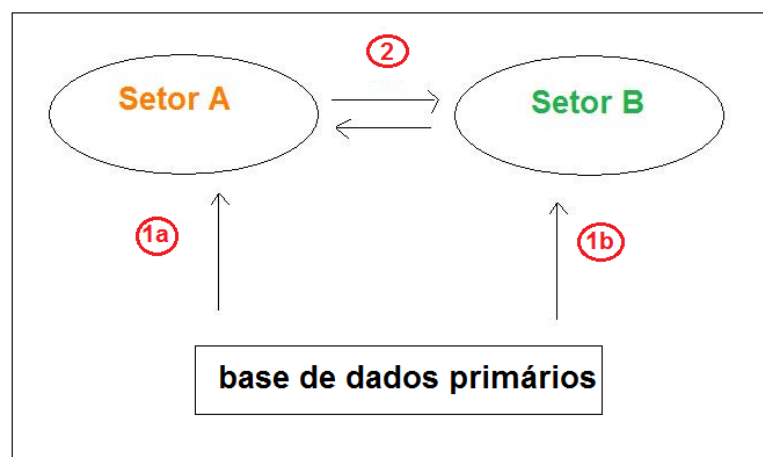 2
Setor A
Setor B
1a
1b
base de dados primários